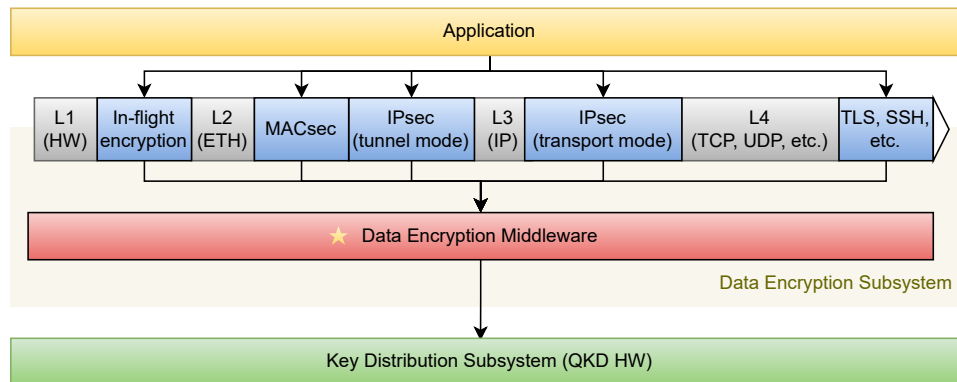 Application
L1
(HW)
In-flight
encryption
L2
(ETH)
MACsec
IPsec
(tunnel mode)
L3
(IP)
IPsec
(transport mode)
L4
(TCP, UDP, etc.)
TLS, SSH,
etc.
Data Encryption Middleware
Data Encryption Subsystem
Key Distribution Subsystem (QKD HW)